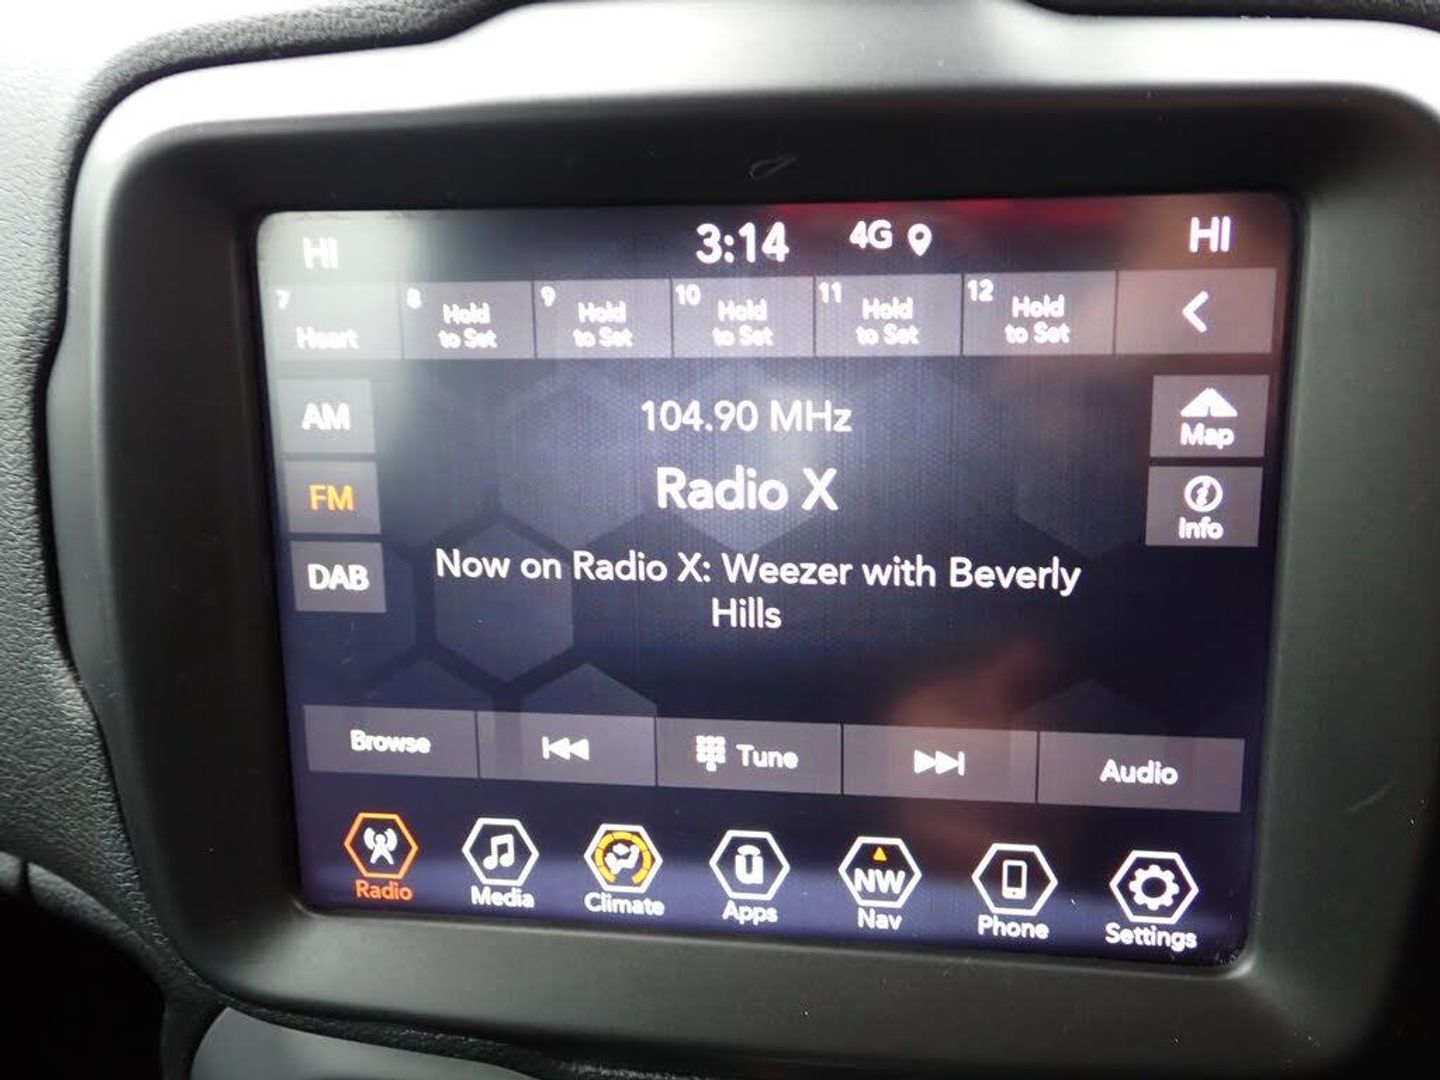 HI 3:14 4G HI
7 Heart 8 Hold to Set 9 Hold to Set 10 Hold to Set 11 Hold to Set 12 Hold to Set
AM
104.90 MHz
Map
FM
Radio X
Info
DAB
Now on Radio X: Weezer with Beverly
Hills
Browse Tune Audio
NW
Radio Media Climate Apps Nav Phone Settings